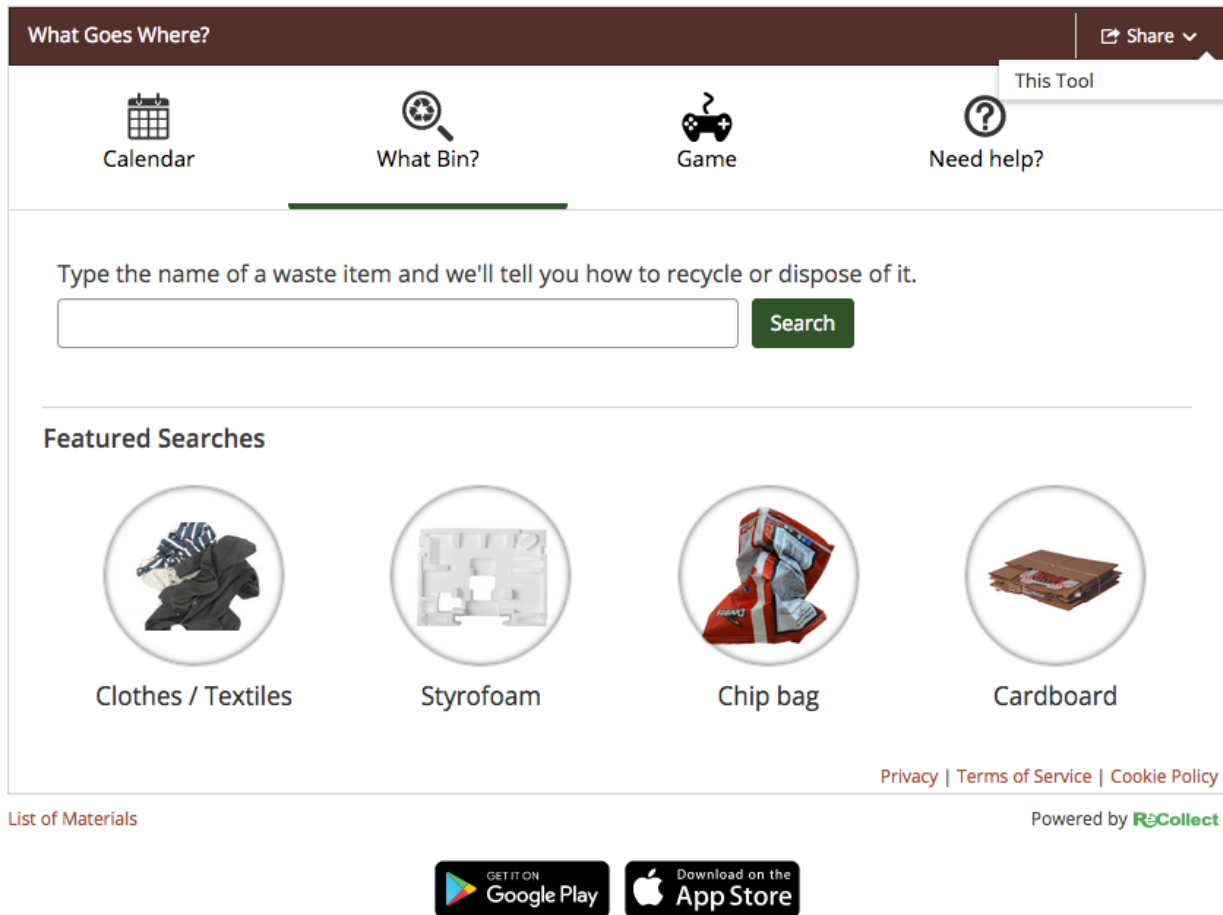 What Goes Where?
Share
This Tool
Calendar
What Bin?
Game
Need help?
Type the name of a waste item and we'll tell you how to recycle or dispose of it.
Search
Featured Searches
Clothes / Textiles
Styrofoam
Chip bag
Cardboard
Privacy | Terms of Service | Cookie Policy
List of Materials
Powered by ReCollect
GET IT ON
Google Play
Download on the
App Store